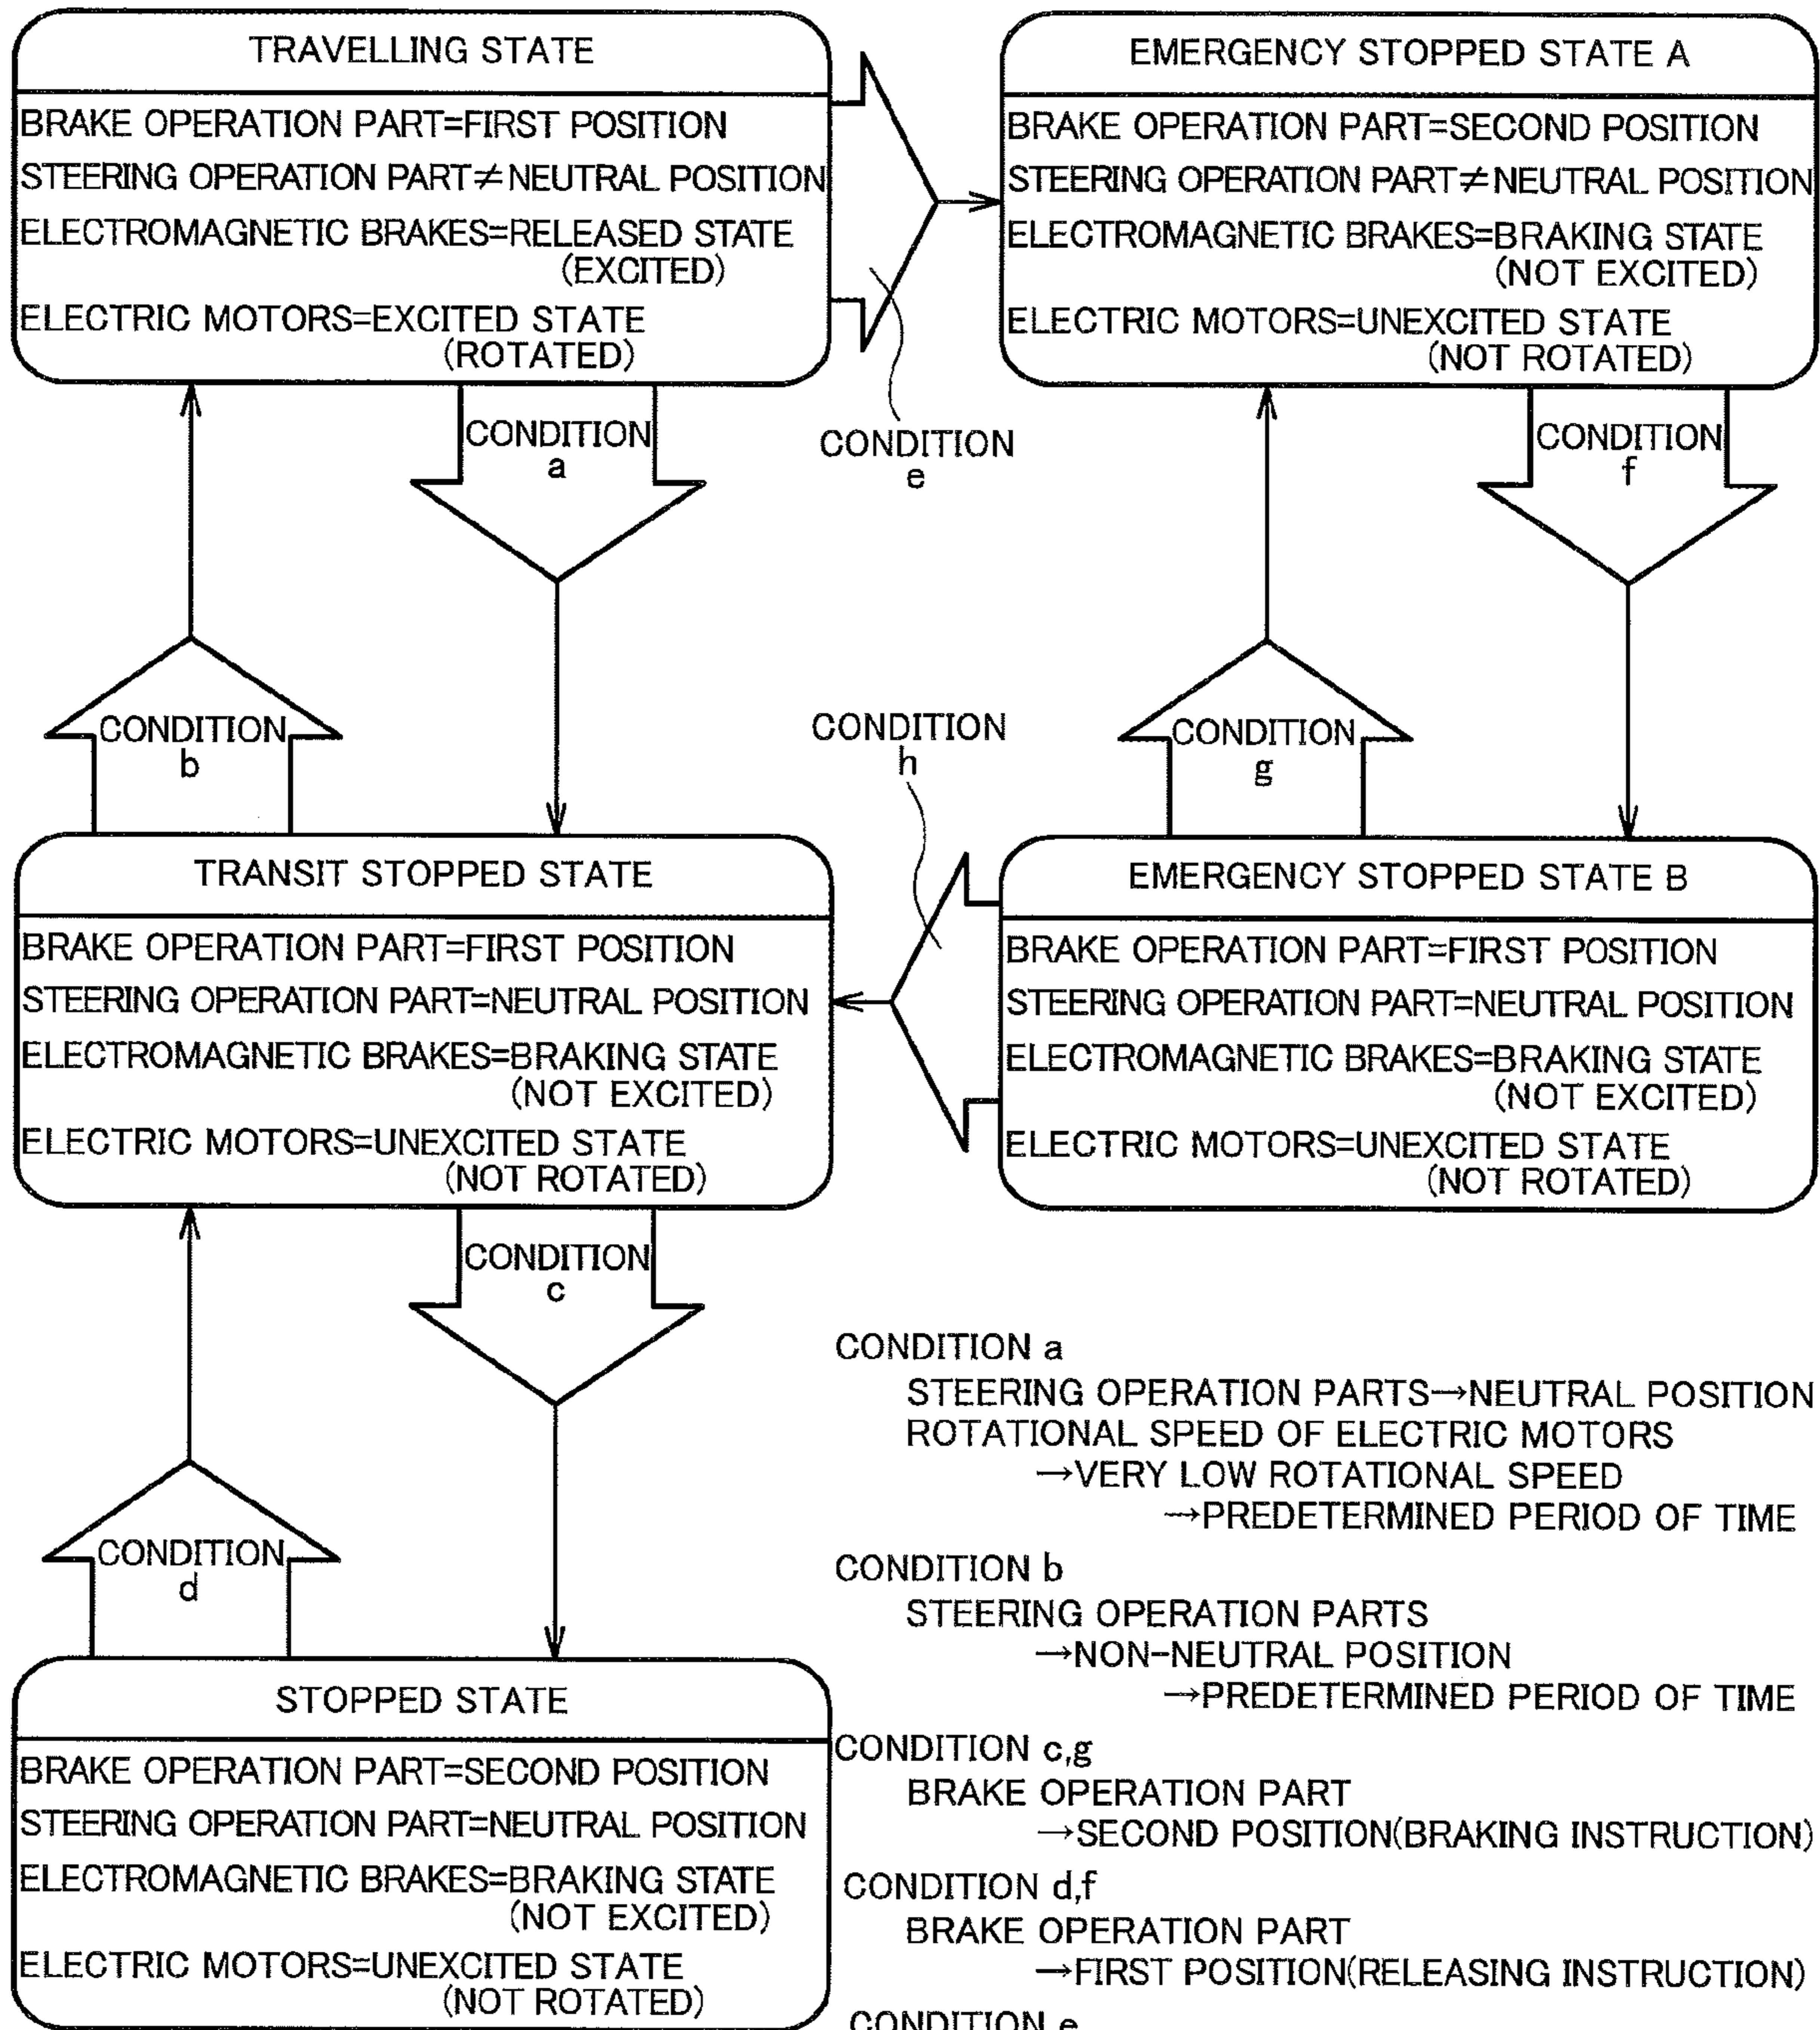 TRAVELLING STATE
BRAKE OPERATION PART=FIRST POSITION
STEERING OPERATION PART≠NEUTRAL POSITION
ELECTROMAGNETIC BRAKES=RELEASED STATE
(EXCITED)
ELECTRIC MOTORS=EXCITED STATE
(ROTATED)
EMERGENCY STOPPED STATE A
BRAKE OPERATION PART=SECOND POSITION
STEERING OPERATION PART≠NEUTRAL POSITION
ELECTROMAGNETIC BRAKES=BRAKING STATE
(NOT EXCITED)
ELECTRIC MOTORS=UNEXCITED STATE
(NOT ROTATED)
CONDITION
a
CONDITION
e
CONDITION
f
CONDITION
b
CONDITION
h
CONDITION
g
TRANSIT STOPPED STATE
BRAKE OPERATION PART=FIRST POSITION
STEERING OPERATION PART=NEUTRAL POSITION
ELECTROMAGNETIC BRAKES=BRAKING STATE
(NOT EXCITED)
ELECTRIC MOTORS=UNEXCITED STATE
(NOT ROTATED)
EMERGENCY STOPPED STATE B
BRAKE OPERATION PART=FIRST POSITION
STEERING OPERATION PART=NEUTRAL POSITION
ELECTROMAGNETIC BRAKES=BRAKING STATE
(NOT EXCITED)
ELECTRIC MOTORS=UNEXCITED STATE
(NOT ROTATED)
CONDITION
c
CONDITION
d
STOPPED STATE
BRAKE OPERATION PART=SECOND POSITION
STEERING OPERATION PART=NEUTRAL POSITION
ELECTROMAGNETIC BRAKES=BRAKING STATE
(NOT EXCITED)
ELECTRIC MOTORS=UNEXCITED STATE
(NOT ROTATED)
CONDITION a
STEERING OPERATION PARTS→NEUTRAL POSITION
ROTATIONAL SPEED OF ELECTRIC MOTORS
→VERY LOW ROTATIONAL SPEED
→PREDETERMINED PERIOD OF TIME
CONDITION b
STEERING OPERATION PARTS
→NON-NEUTRAL POSITION
→PREDETERMINED PERIOD OF TIME
CONDITION c,g
BRAKE OPERATION PART
→SECOND POSITION(BRAKING INSTRUCTION)
CONDITION d,f
BRAKE OPERATION PART
→FIRST POSITION(RELEASING INSTRUCTION)
CONDITION e